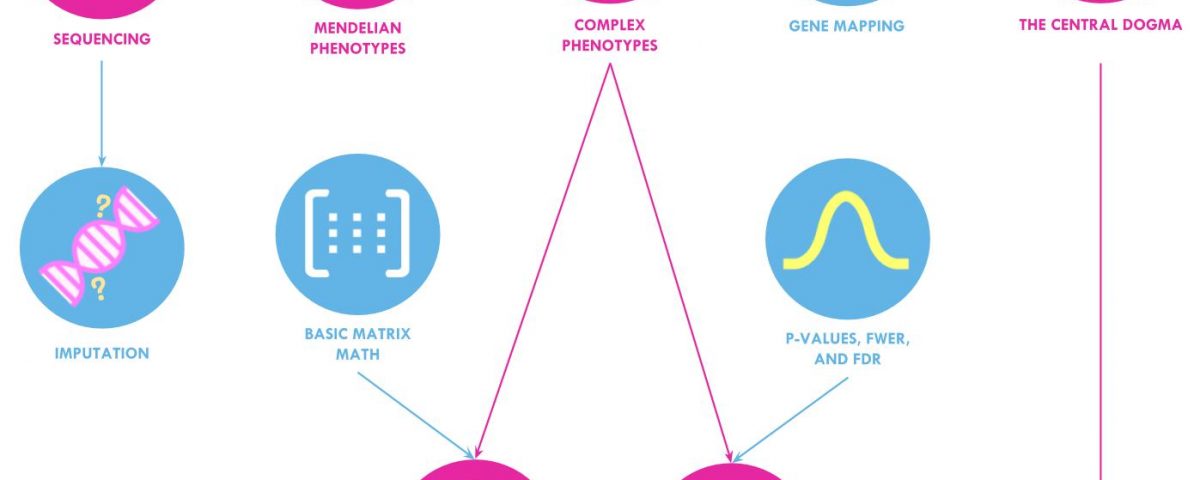 SEQUENCING
MENDELIAN
PHENOTYPES
COMPLEX
PHENOTYPES
GENE MAPPING
THE CENTRAL DOGMA
?
?
IMPUTATION
BASIC MATRIX
MATH
P-VALUES, FWER,
AND FDR